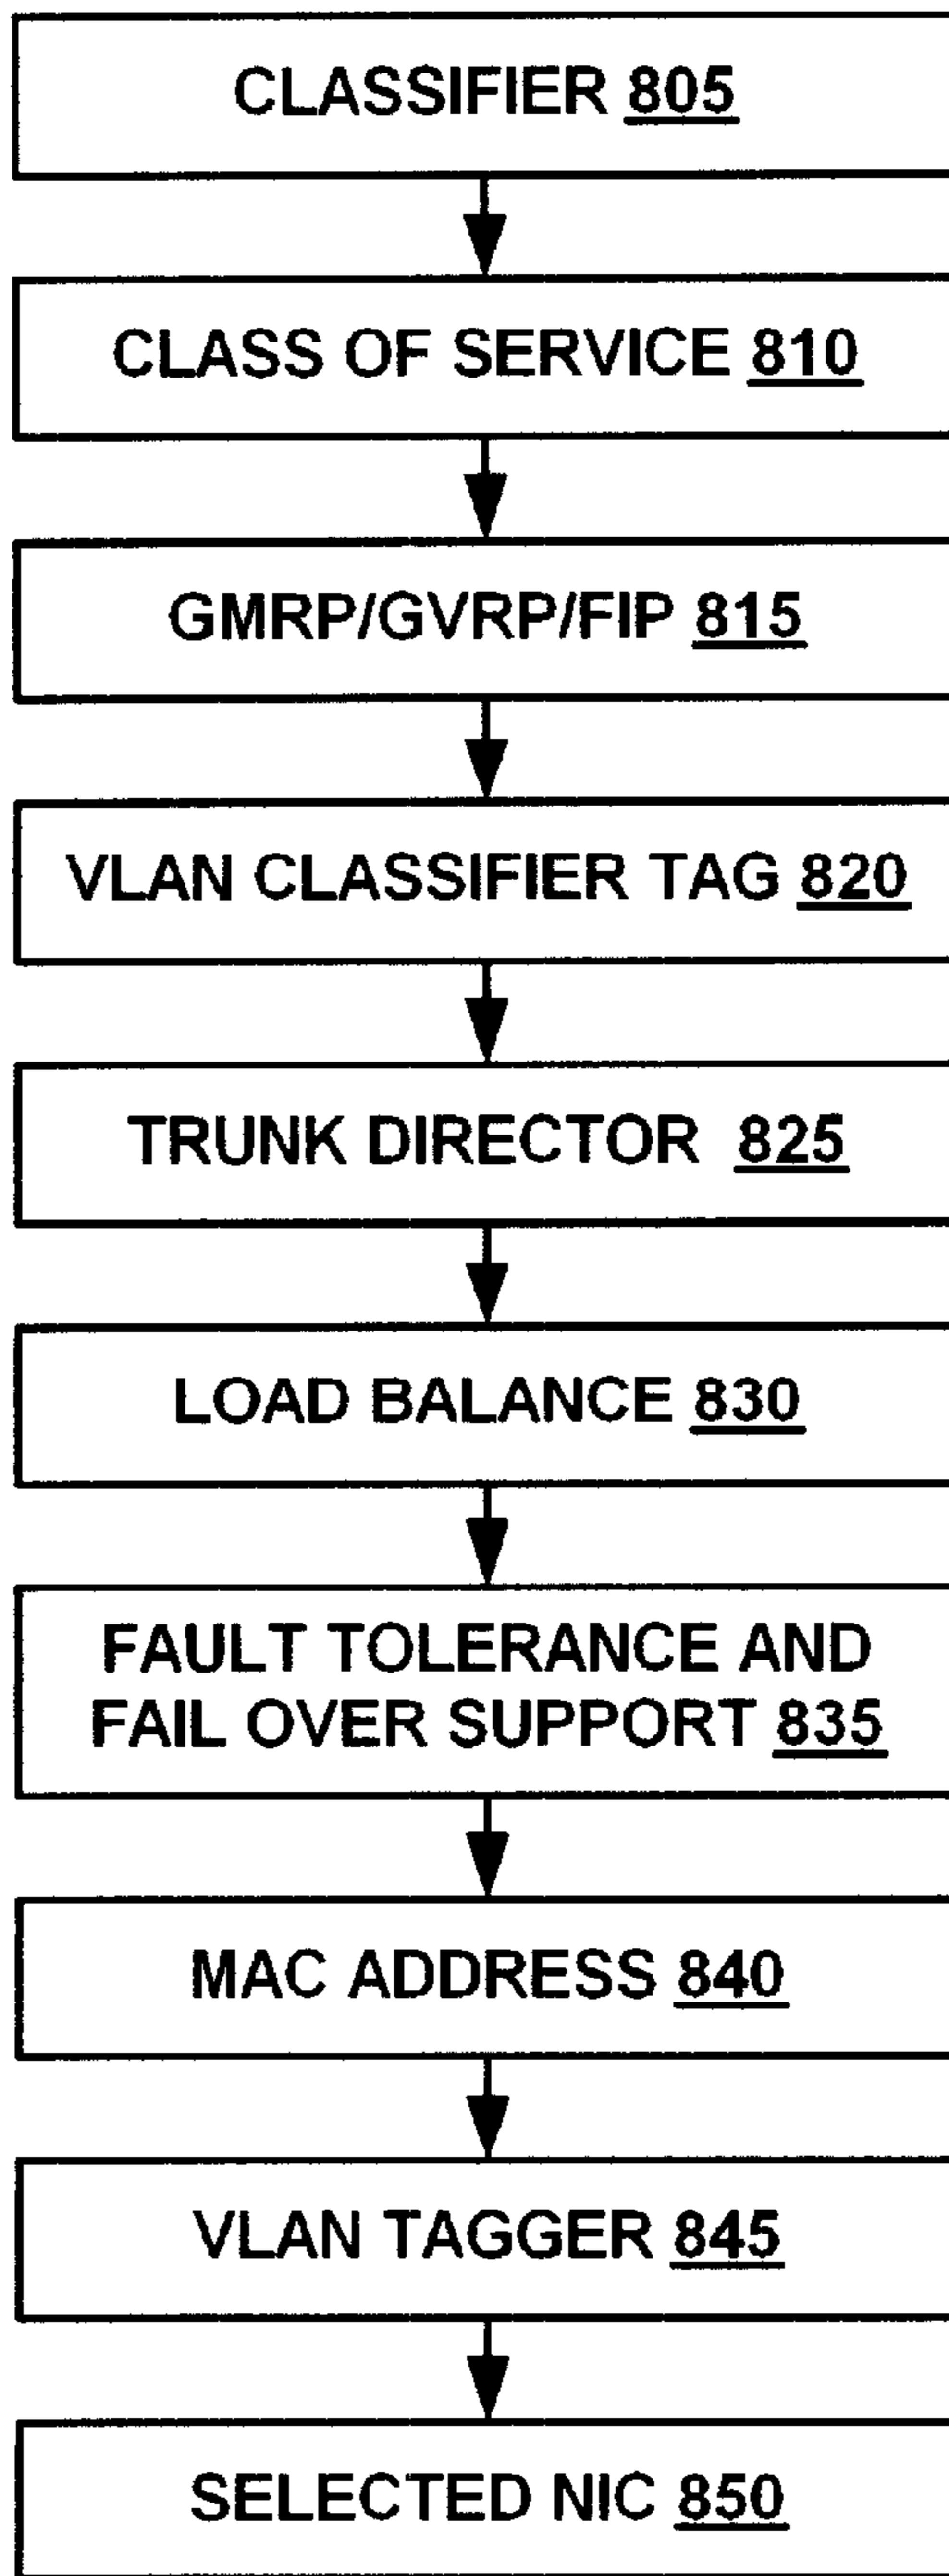 CLASSIFIER 805
CLASS OF SERVICE 810
GMRP/GVRP/FIP 815
VLAN CLASSIFIER TAG 820
TRUNK DIRECTOR 825
LOAD BALANCE 830
FAULT TOLERANCE AND
FAIL OVER SUPPORT 835
MAC ADDRESS 840
VLAN TAGGER 845
SELECTED NIC 850